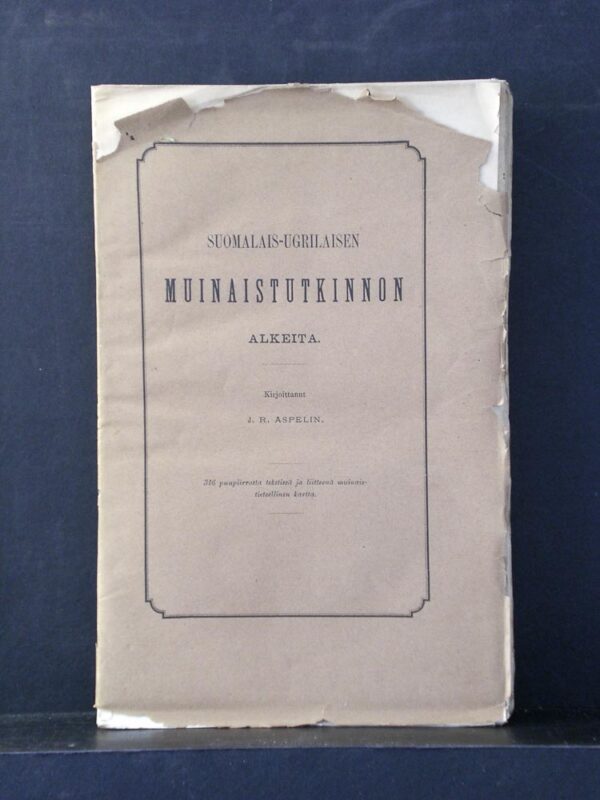 SUOMALAIS-UGRILAISEN
MUINAISTUTKINNON
ALKEITA.
Kirjoittanut
J. R. ASPELIN.
316 puupiirrosta tekstissä ja liitteenä muinais-
tieteellinen kartta.